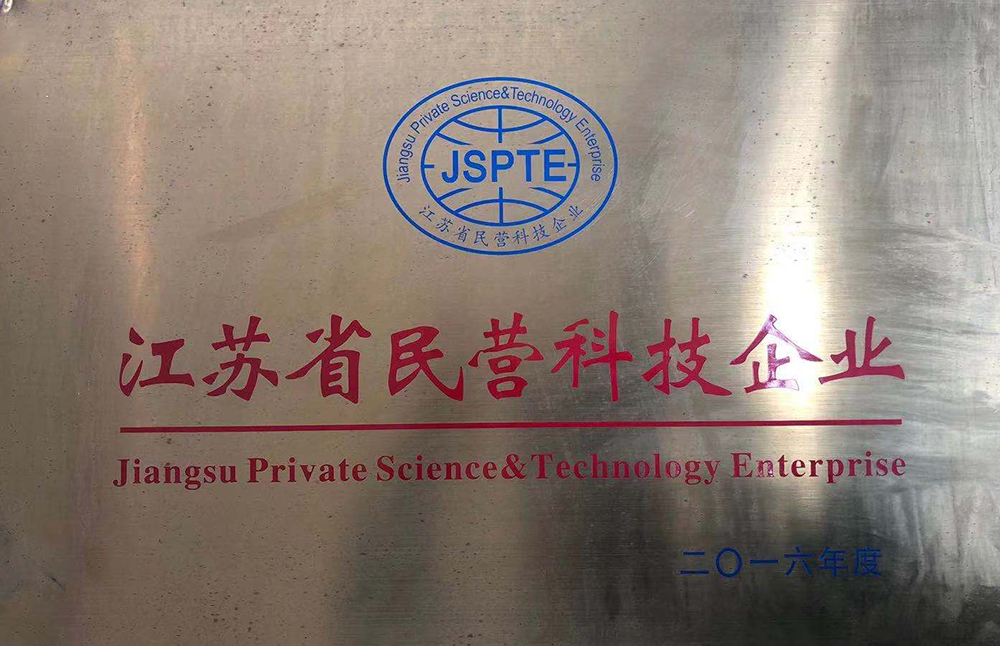 Jiangsu Private Science&Technology Enterprise
JSPTE
江苏省民营科技企业
江苏省民营科技企业
Jiangsu Private Science&Technology Enterprise
二〇一六年度